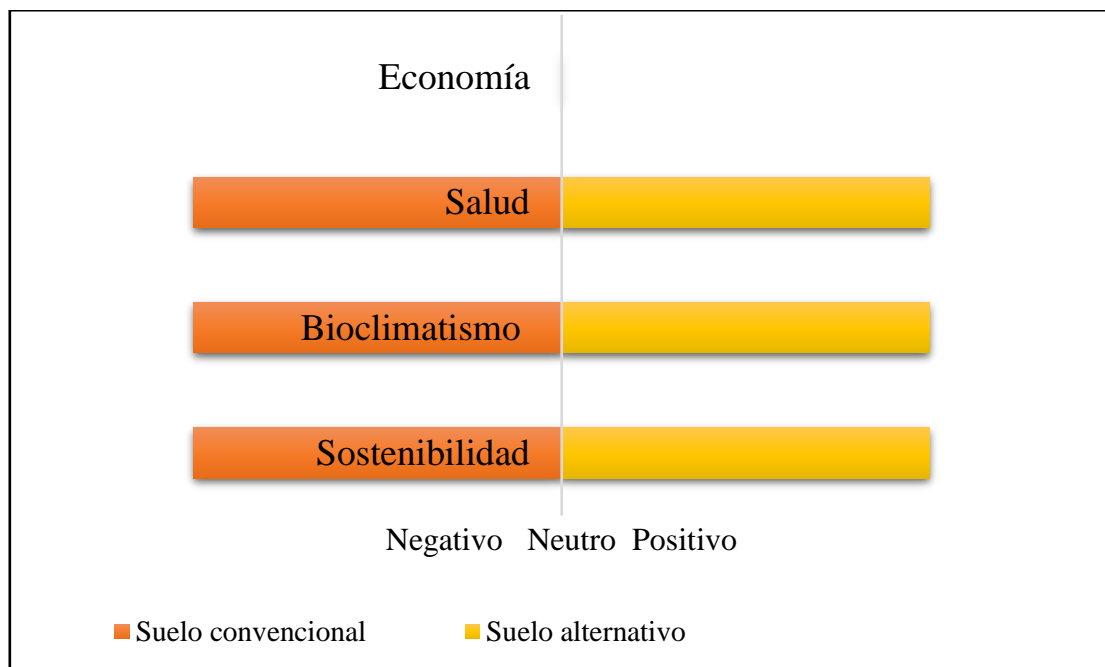 Economía
Salud
Bioclimatismo
Sostenibilidad
Negativo Neutro Positivo
Suelo convencional Suelo alternativo